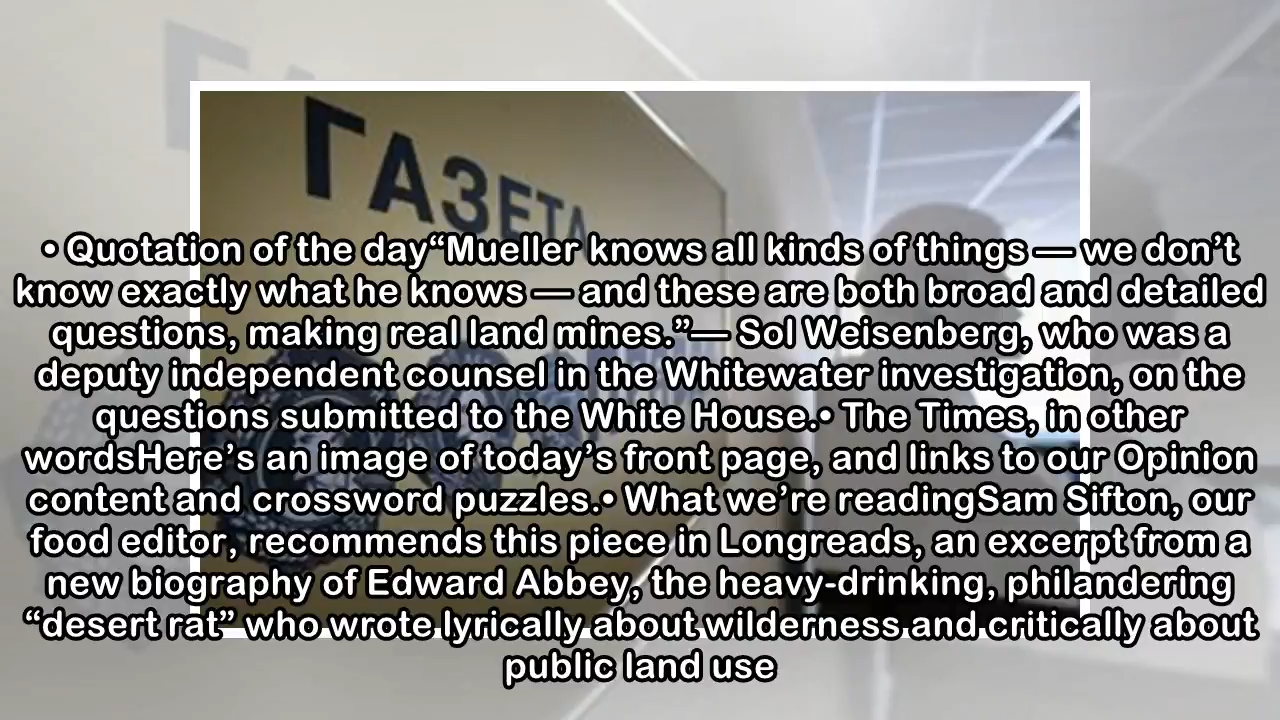 ГАЗЕТА
• Quotation of the day“Mueller knows all kinds of things — we don’t
know exactly what he knows — and these are both broad and detailed
questions, making real land mines.”— Sol Weisenberg, who was a
deputy independent counsel in the Whitewater investigation, on the
questions submitted to the White House.• The Times, in other
wordsHere’s an image of today’s front page, and links to our Opinion
content and crossword puzzles.• What we’re readingSam Sifton, our
food editor, recommends this piece in Longreads, an excerpt from a
new biography of Edward Abbey, the heavy-drinking, philandering
“desert rat” who wrote lyrically about wilderness and critically about
public land use